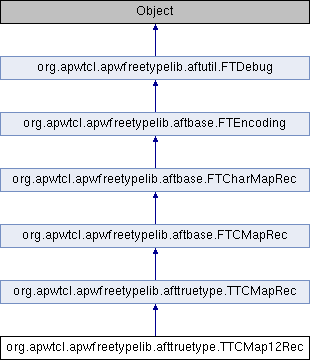 Object
org.apwtcl.apwfreetypelib.aftutil.FTDebug
org.apwtcl.apwfreetypelib.aftbase.FTEncoding
org.apwtcl.apwfreetypelib.aftbase.FTCharMapRec
org.apwtcl.apwfreetypelib.aftbase.FTCMapRec
org.apwtcl.apwfreetypelib.afttruetype.TTCMapRec
org.apwtcl.apwfreetypelib.afttruetype.TTCMap12Rec